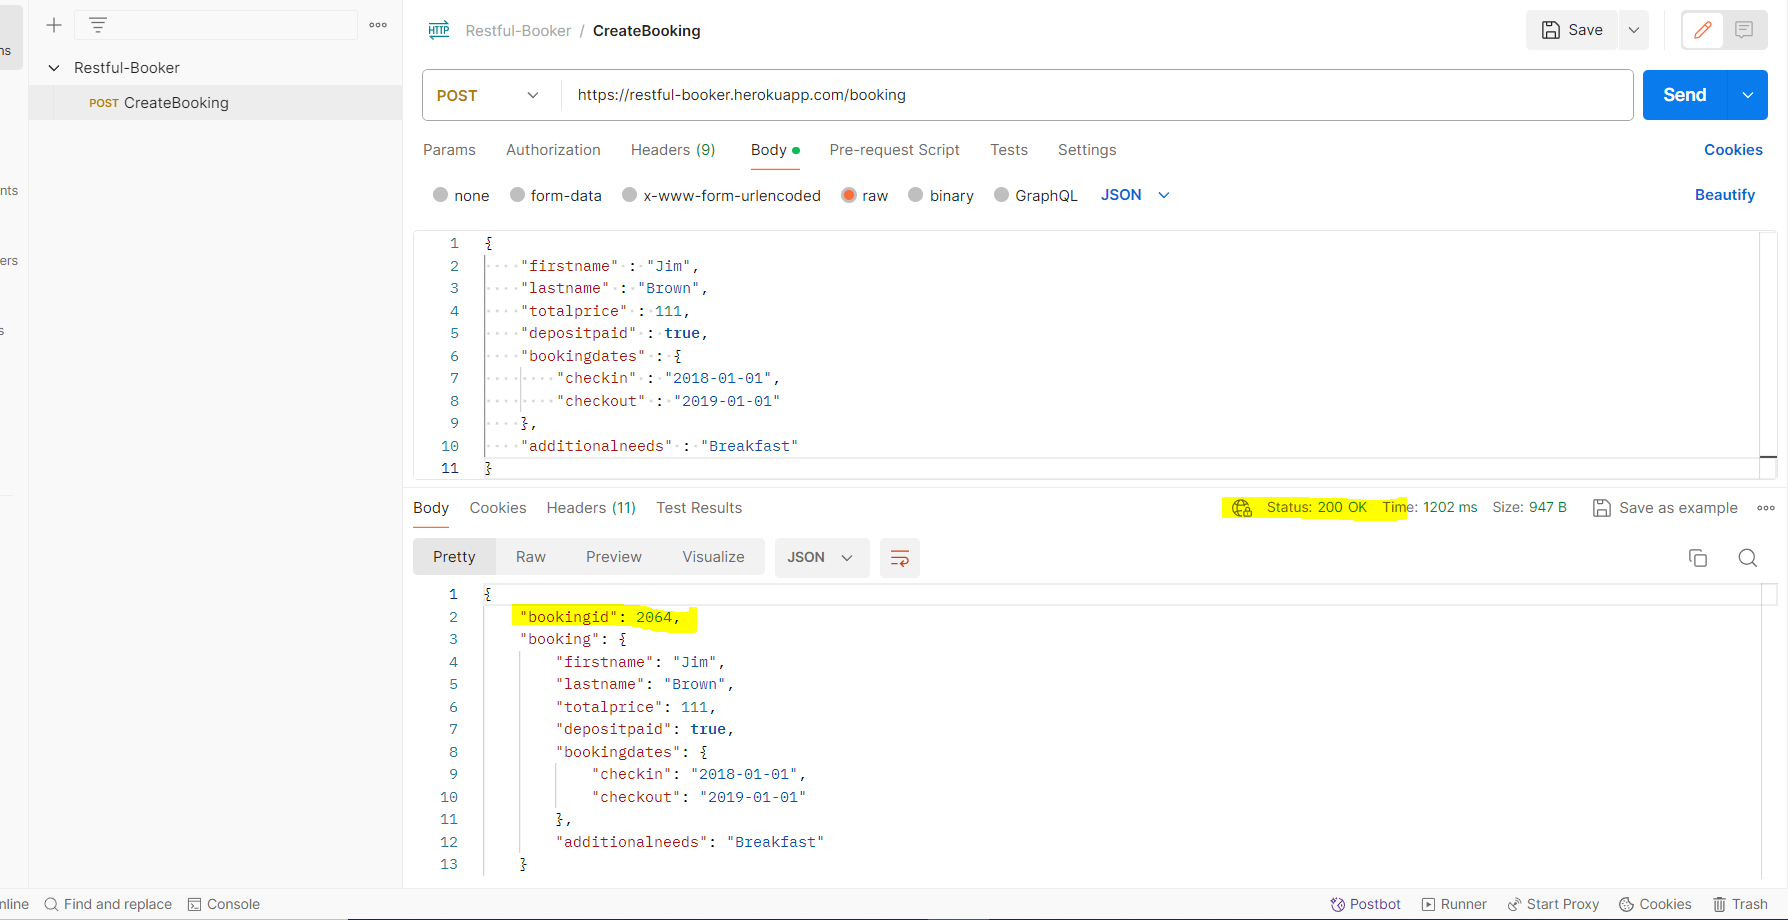 ns
Restful-Booker / CreateBooking
Save
Restful-Booker
POST CreateBooking
POST https://restful-booker.herokuapp.com/booking Send
Params Authorization Headers (9) Body Pre-request Script Tests Settings Cookies
nts
none form-data x-www-form-urlencoded raw binary GraphQL JSON Beautify
ers
s
1 {
2 "firstname" : "Jim",
3 "lastname" : "Brown",
4 "totalprice" : 111,
5 "depositpaid" : true,
6 "bookingdates" : {
7 "checkin" : "2018-01-01",
8 "checkout" : "2019-01-01"
9 },
10 "additionalneeds" : "Breakfast"
11 }
Body Cookies Headers (11) Test Results Status: 200 OK Time: 1202 ms Size: 947 B Save as example
Pretty Raw Preview Visualize JSON
1 {
2 "bookingid": 2064,
3 "booking": {
4 "firstname": "Jim",
5 "lastname": "Brown",
6 "totalprice": 111,
7 "depositpaid": true,
8 "bookingdates": {
9 "checkin": "2018-01-01",
10 "checkout": "2019-01-01"
11 },
12 "additionalneeds": "Breakfast"
13 }
nline Find and replace Console Postbot Runner Start Proxy Cookies Trash